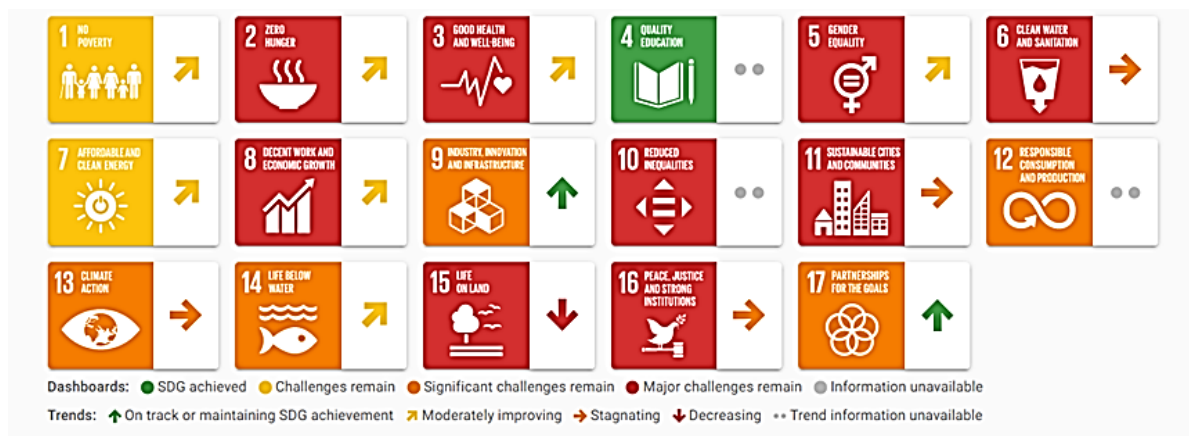 1 NO
POVERTY
2 ZERO
HUNGER
3 GOOD HEALTH
AND WELL-BEING
4 QUALITY
EDUCATION
5 GENDER
EQUALITY
6 CLEAN WATER
AND SANITATION
7 AFFORDABLE AND
CLEAN ENERGY
8 DECENT WORK AND
ECONOMIC GROWTH
9 INDUSTRY, INNOVATION
AND INFRASTRUCTURE
10 REDUCED
INEQUALITIES
11 SUSTAINABLE CITIES
AND COMMUNITIES
12 RESPONSIBLE
CONSUMPTION
AND PRODUCTION
13 CLIMATE
ACTION
14 LIFE BELOW
WATER
15 LIFE
ON LAND
16 PEACE, JUSTICE
AND STRONG
INSTITUTIONS
17 PARTNERSHIPS
FOR THE GOALS
Dashboards: SDG achieved Challenges remain Significant challenges remain Major challenges remain Information unavailable
Trends: On track or maintaining SDG achievement Moderately improving Stagnating Decreasing Trend information unavailable